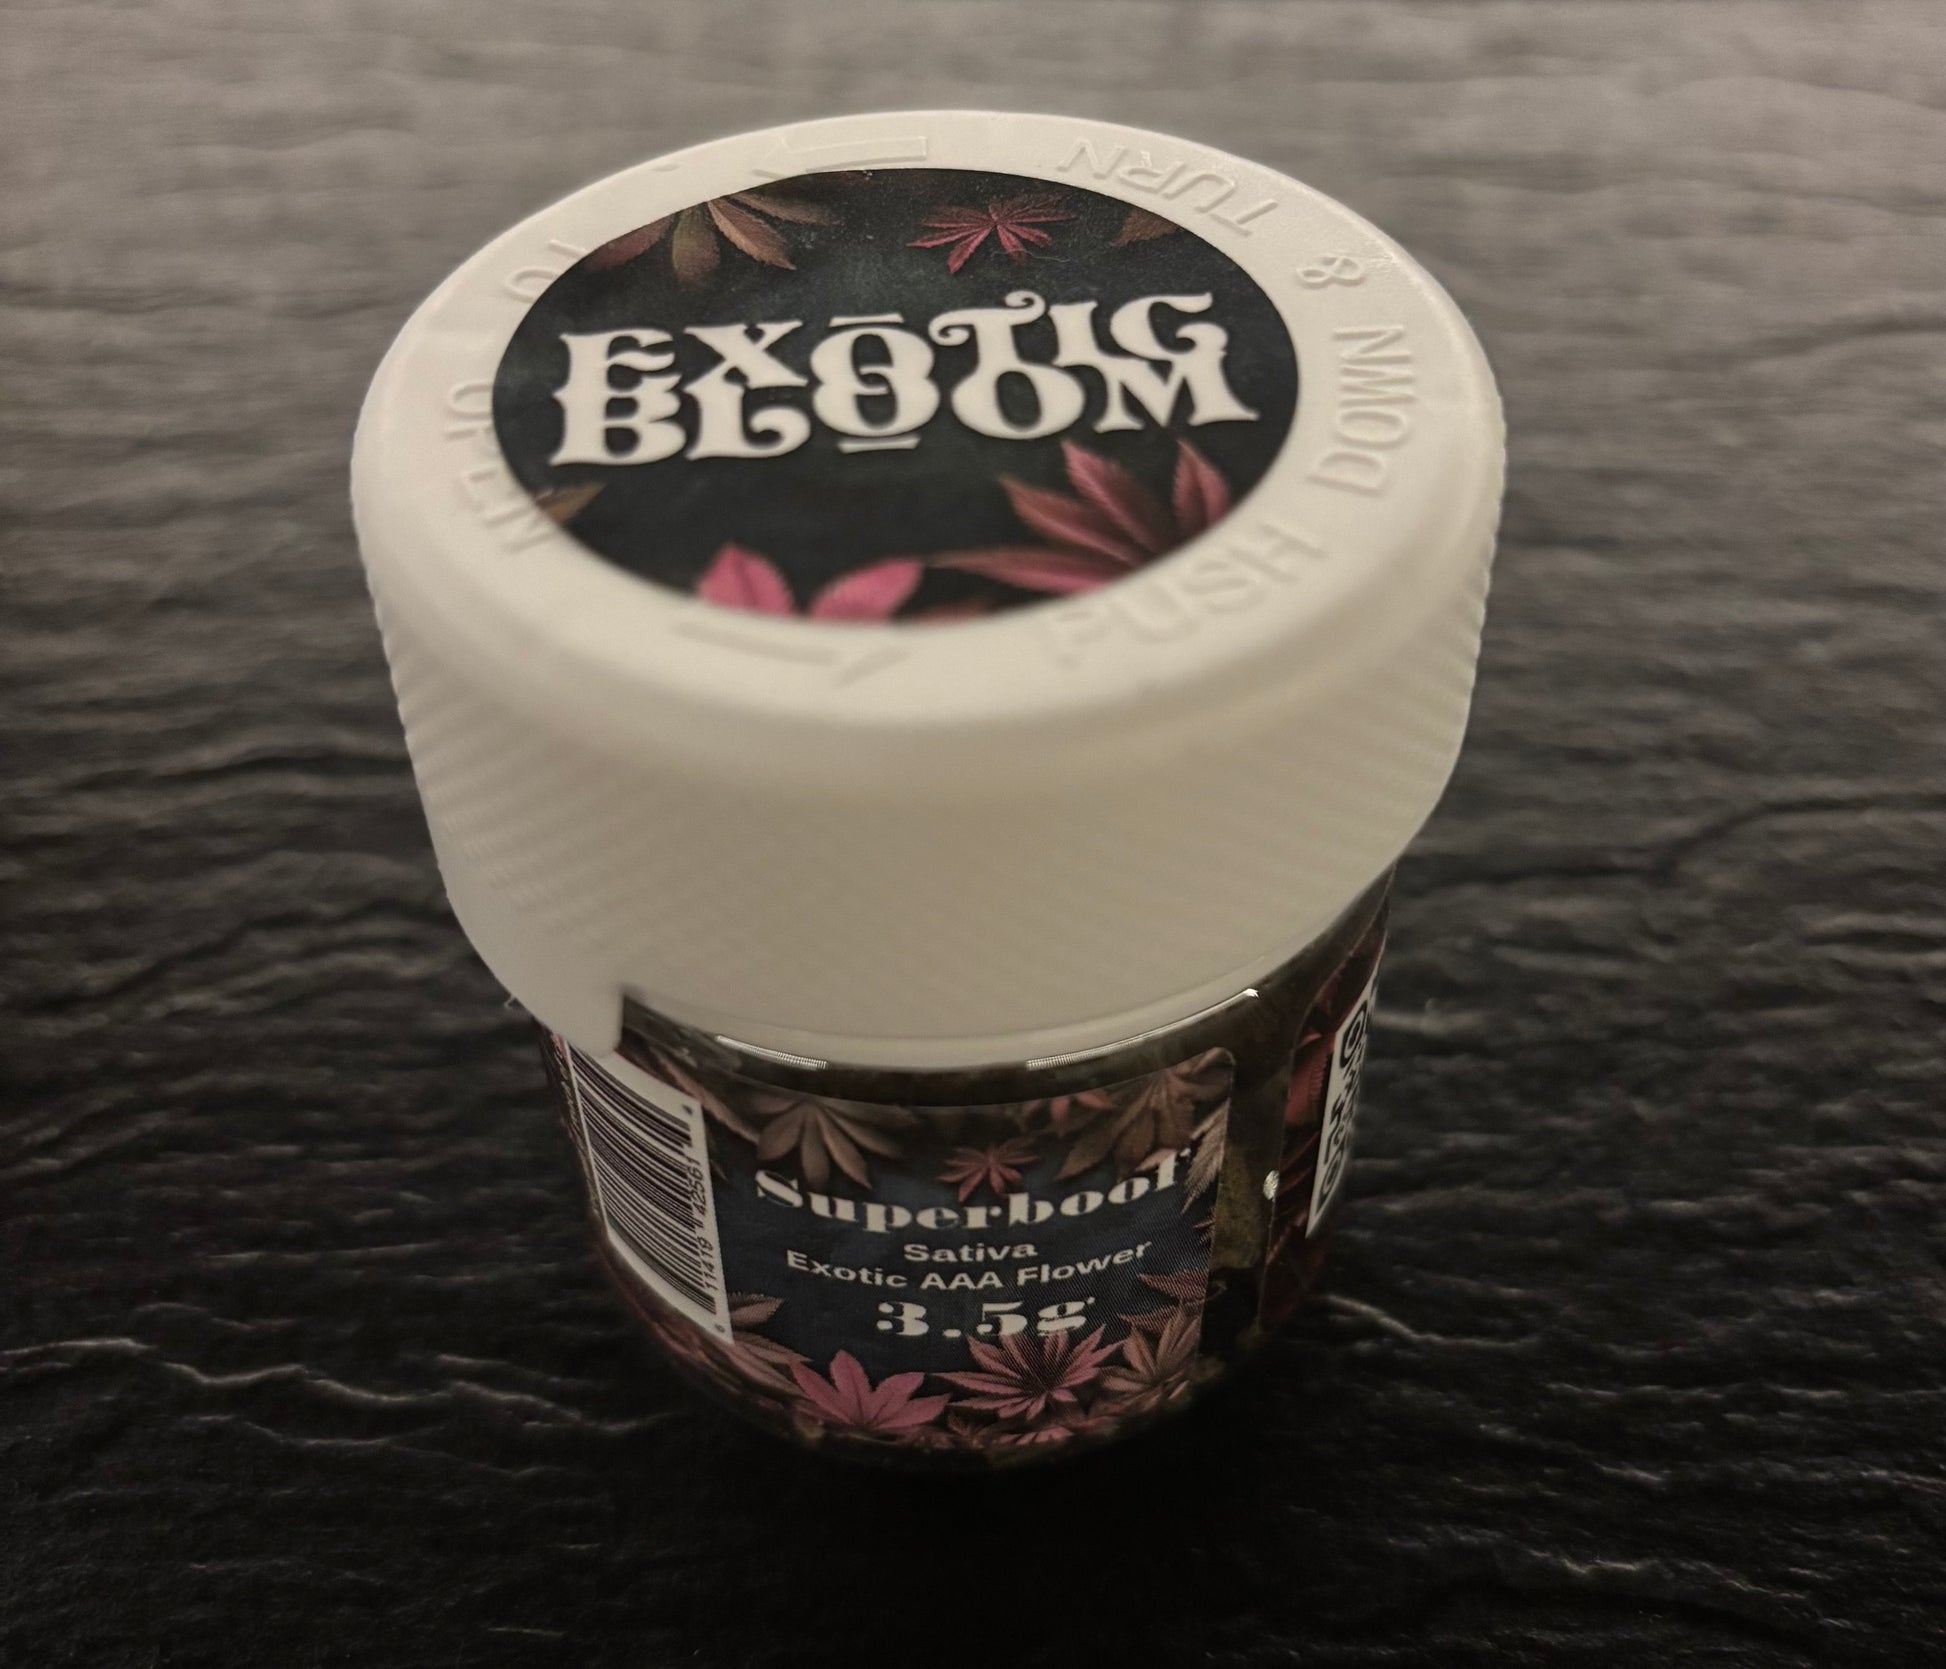 EXOTIC
BLOOM
PUSH DOWN & TURN
TO OPEN
Superboof
Sativa
Exotic AAA Flower
3.5g